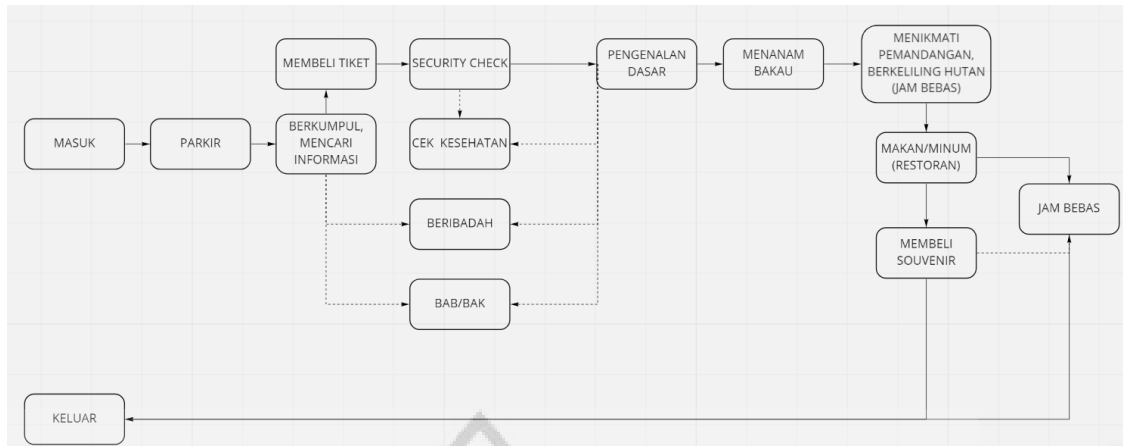 MASUK
PARKIR
BERKUMPUL,
MENCARI
INFORMASI
MEMBELI TIKET
SECURITY CHECK
CEK KESEHATAN
BERIBADAH
BAB/BAK
PENGENALAN
DASAR
MENANAM
BAKAU
MENIKMATI
PEMANDANGAN,
BERKELILING HUTAN
(JAM BEBAS)
MAKAN/MINUM
(RESTORAN)
JAM BEBAS
MEMBELI
SOUVENIR
KELUAR